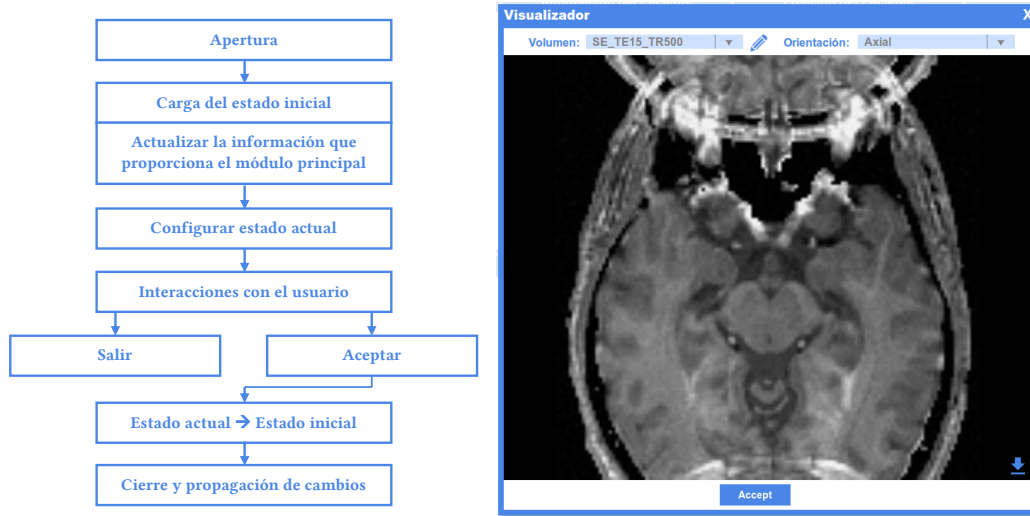 Apertura
Carga del estado inicial
Actualizar la información que
proporciona el módulo principal
Configurar estado actual
Interacciones con el usuario
Salir
Aceptar
Estado actual → Estado inicial
Cierre y propagación de cambios
Visualizador X
Volumen: SE_TE15_TR500 Orientación: Axial
Accept